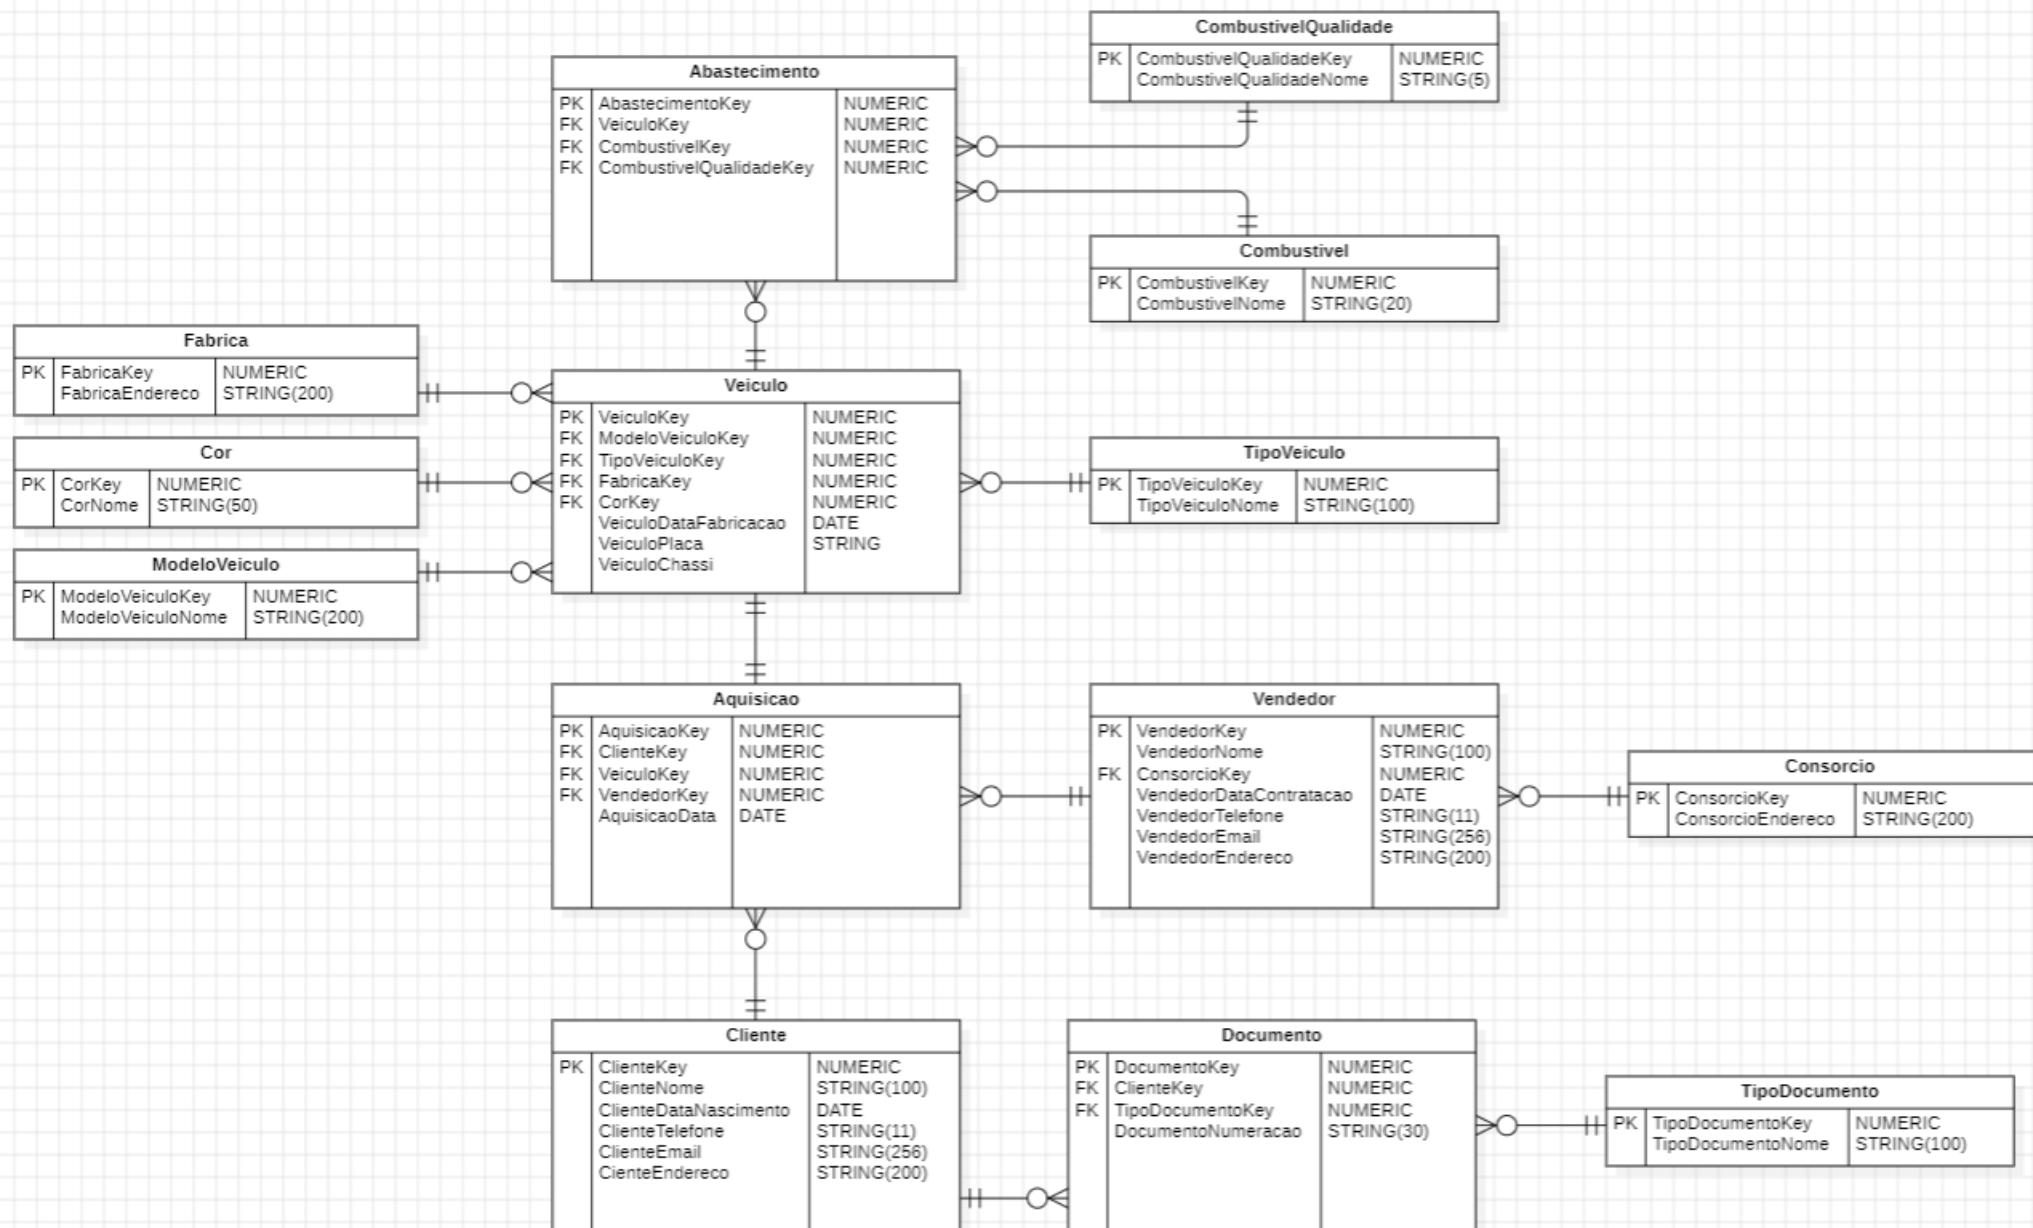 CombustivelQualidade
PK CombustivelQualidadeKey NUMERIC
CombustivelQualidadeNome STRING(5)
Abastecimento
PK AbastecimentoKey NUMERIC
FK VeiculoKey NUMERIC
FK CombustivelKey NUMERIC
FK CombustivelQualidadeKey NUMERIC
Combustivel
PK CombustivelKey NUMERIC
CombustivelNome STRING(20)
Fabrica
PK FabricaKey NUMERIC
FabricaEndereco STRING(200)
Veiculo
PK VeiculoKey NUMERIC
FK ModeloVeiculoKey NUMERIC
FK TipoVeiculoKey NUMERIC
FK FabricaKey NUMERIC
FK CorKey NUMERIC
VeiculoDataFabricacao DATE
VeiculoPlaca STRING
VeiculoChassi
Cor
PK CorKey NUMERIC
CorNome STRING(50)
TipoVeiculo
PK TipoVeiculoKey NUMERIC
TipoVeiculoNome STRING(100)
ModeloVeiculo
PK ModeloVeiculoKey NUMERIC
ModeloVeiculoNome STRING(200)
Aquisicao
PK AquisicaoKey NUMERIC
FK ClienteKey NUMERIC
FK VeiculoKey NUMERIC
FK VendedorKey NUMERIC
AquisicaoData DATE
Vendedor
PK VendedorKey NUMERIC
VendedorNome STRING(100)
FK ConsorcioKey NUMERIC
VendedorDataContratacao DATE
VendedorTelefone STRING(11)
VendedorEmail STRING(256)
VendedorEndereco STRING(200)
Consorcio
PK ConsorcioKey NUMERIC
ConsorcioEndereco STRING(200)
Cliente
PK ClienteKey NUMERIC
ClienteNome STRING(100)
ClienteDataNascimento DATE
ClienteTelefone STRING(11)
ClienteEmail STRING(256)
CienteEndereco STRING(200)
Documento
PK DocumentoKey NUMERIC
FK ClienteKey NUMERIC
FK TipoDocumentoKey NUMERIC
DocumentoNumeracao STRING(30)
TipoDocumento
PK TipoDocumentoKey NUMERIC
TipoDocumentoNome STRING(100)